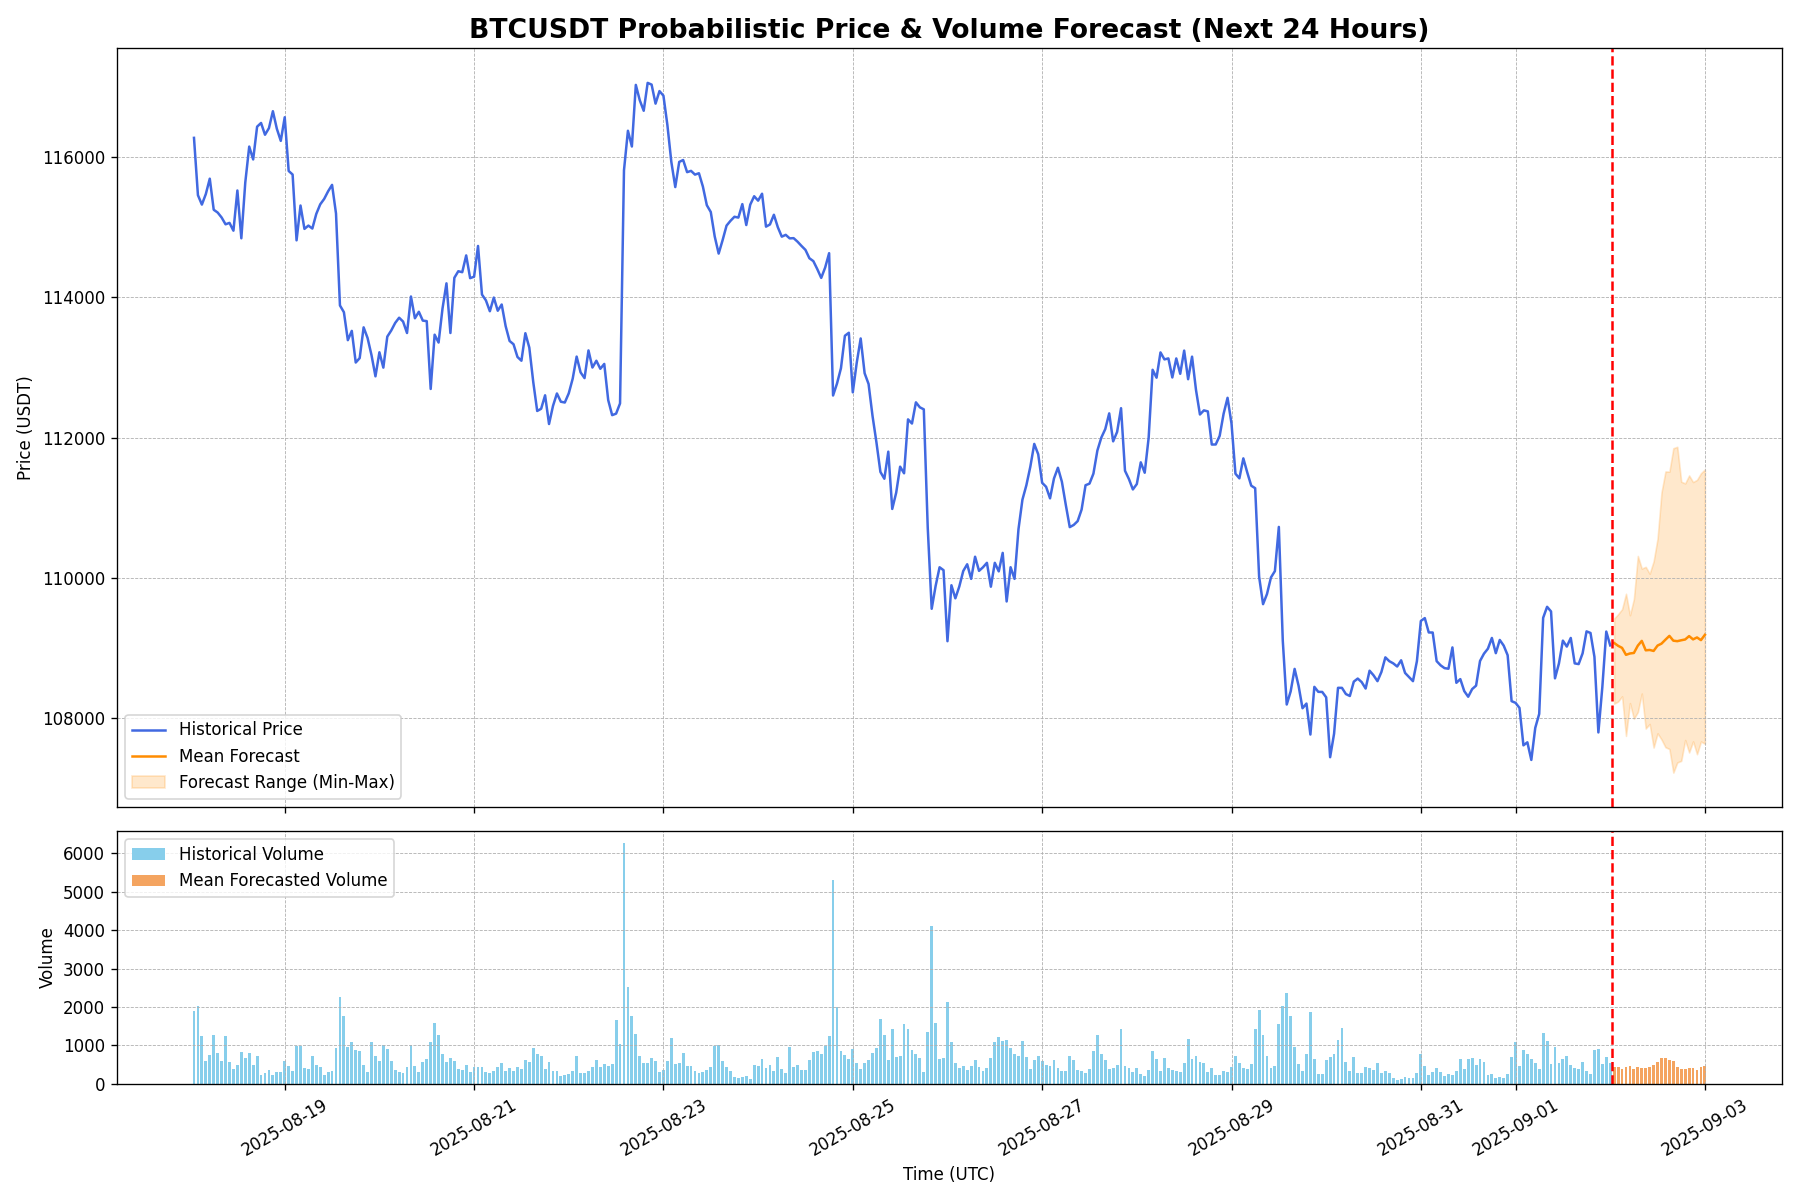 BTCUSDT Probabilistic Price & Volume Forecast (Next 24 Hours)
116000
114000
112000
110000
108000
Price (USDT)
Historical Price
Mean Forecast
Forecast Range (Min-Max)
6000
5000
4000
3000
2000
1000
0
Volume
Historical Volume
Mean Forecasted Volume
2025-08-19
2025-08-21
2025-08-23
2025-08-25
2025-08-27
2025-08-29
2025-08-31
2025-09-01
2025-09-03
Time (UTC)